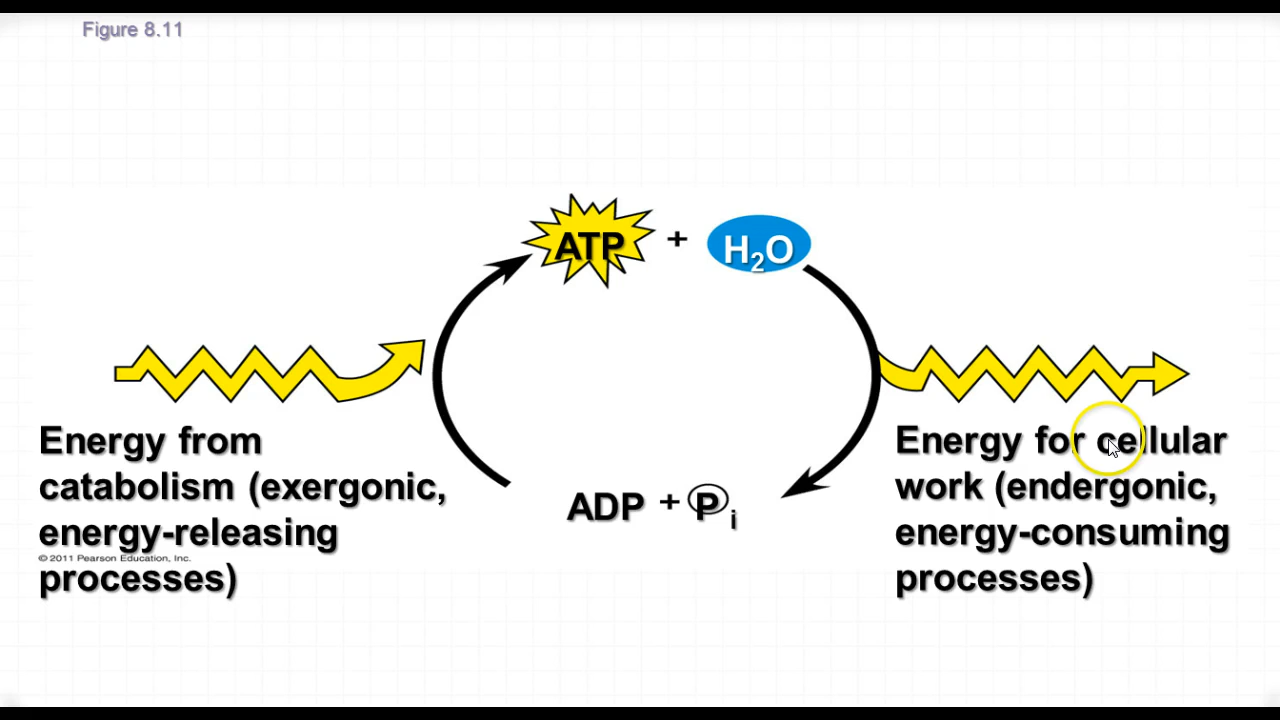 Figure 8.11
ATP + H₂O
Energy from
catabolism (exergonic,
energy-releasing
processes)
© 2011 Pearson Education, Inc.
ADP + P i
Energy for cellular
work (endergonic,
energy-consuming
processes)